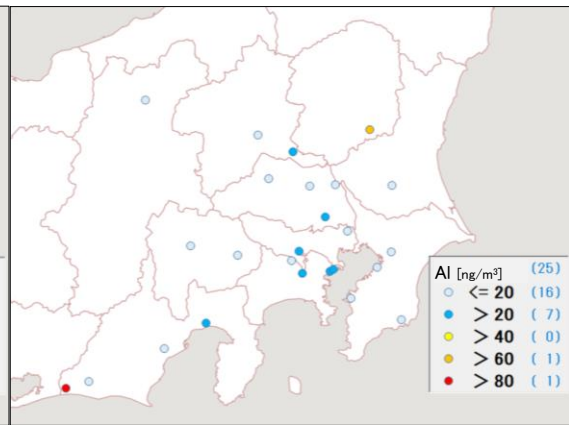 Al [ng/m³] (25)
<= 20 (16)
> 20 ( 7)
> 40 ( 0)
> 60 ( 1)
> 80 ( 1)